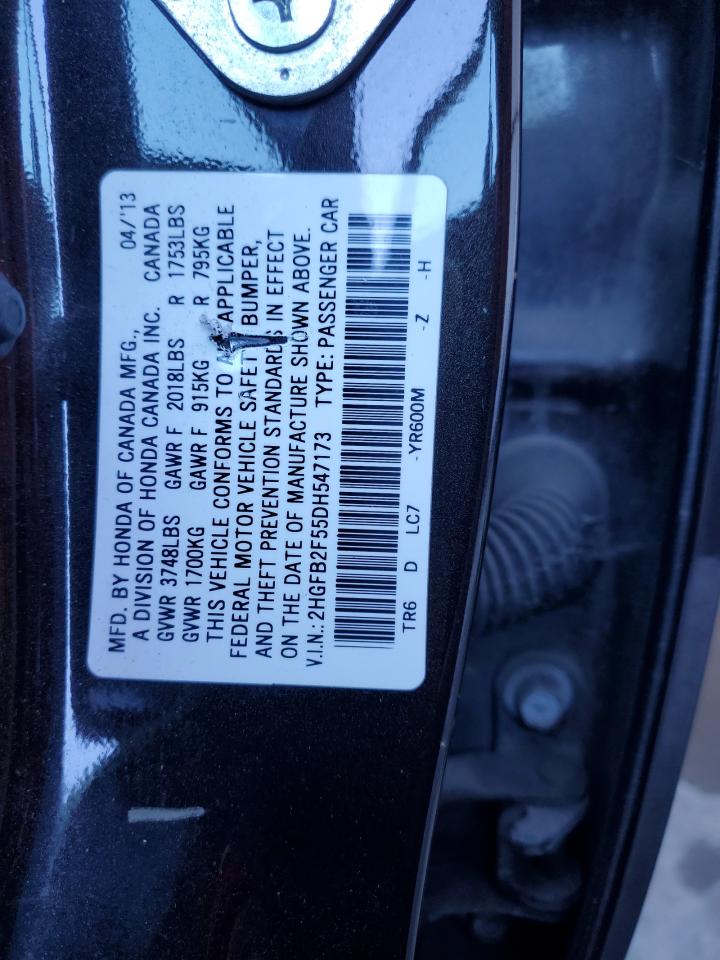 MFD. BY HONDA OF CANADA MFG., 04/'13
A DIVISION OF HONDA CANADA INC. CANADA
GVWR 3748LBS GAWR F 2018LBS R 1753LBS
GVWR 1700KG GAWR F 915KG R 795KG
THIS VEHICLE CONFORMS TO APPLICABLE
FEDERAL MOTOR VEHICLE SAFETY BUMPER,
AND THEFT PREVENTION STANDARDS IN EFFECT
ON THE DATE OF MANUFACTURE SHOWN ABOVE.
V.I.N.: 2HGFB2F55DH547173 TYPE: PASSENGER CAR
TR6 D LC7 -YR600M -Z -H